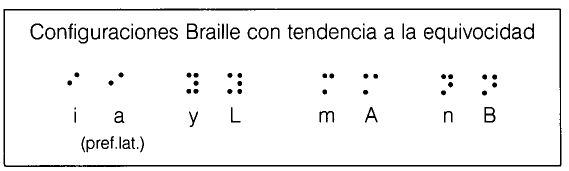 Configuraciones Braille con tendencia a la equivocidad
i a y L m A n B
(pref.lat.)